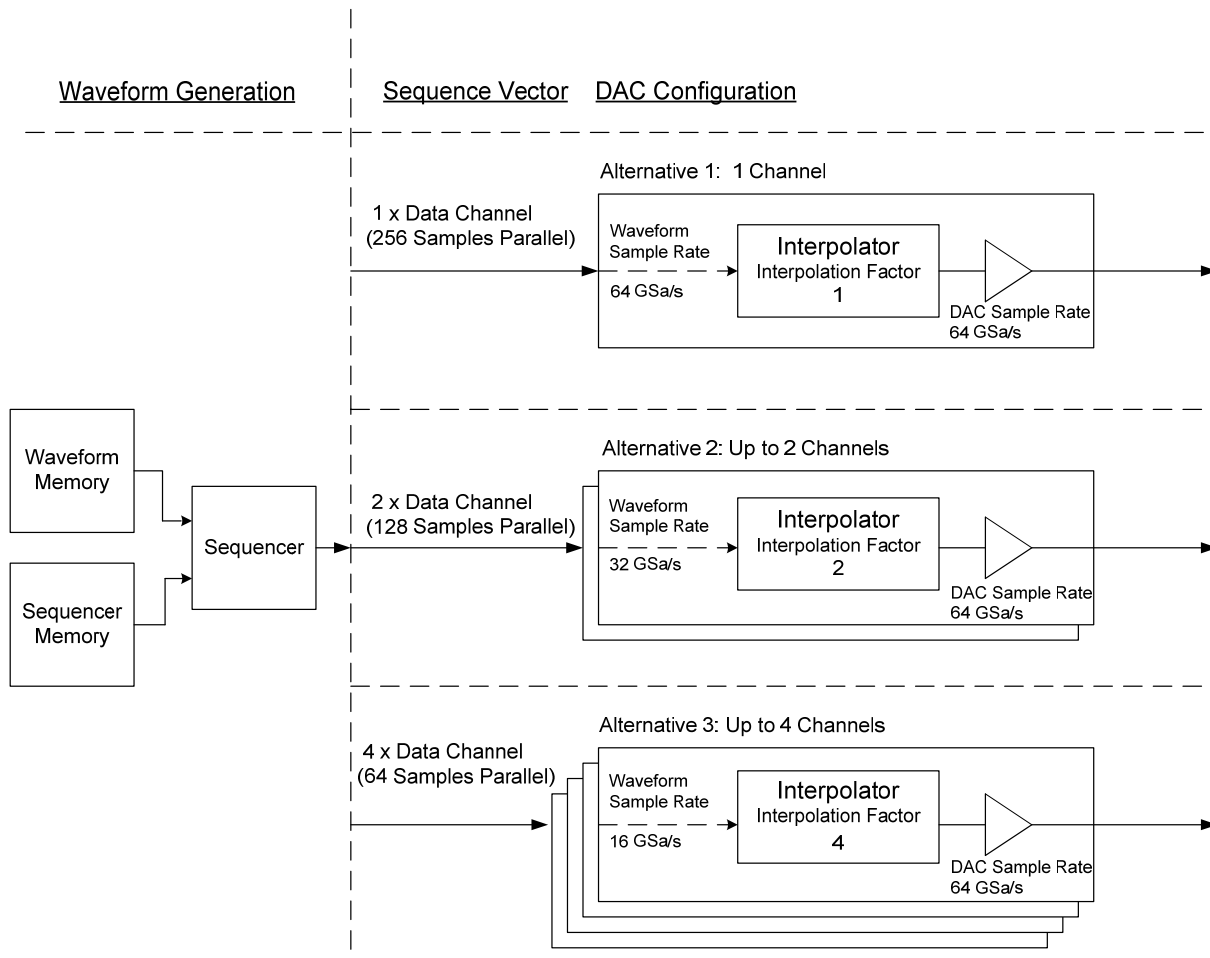 Waveform Generation
Sequence Vector
DAC Configuration
Alternative 1: 1 Channel
1 x Data Channel
(256 Samples Parallel)
Waveform
Sample Rate
64 GSa/s
Interpolator
Interpolation Factor
1
DAC Sample Rate
64 GSa/s
Waveform
Memory
Sequencer
Memory
Sequencer
Alternative 2: Up to 2 Channels
2 x Data Channel
(128 Samples Parallel)
Waveform
Sample Rate
32 GSa/s
Interpolator
Interpolation Factor
2
DAC Sample Rate
64 GSa/s
Alternative 3: Up to 4 Channels
4 x Data Channel
(64 Samples Parallel)
Waveform
Sample Rate
16 GSa/s
Interpolator
Interpolation Factor
4
DAC Sample Rate
64 GSa/s